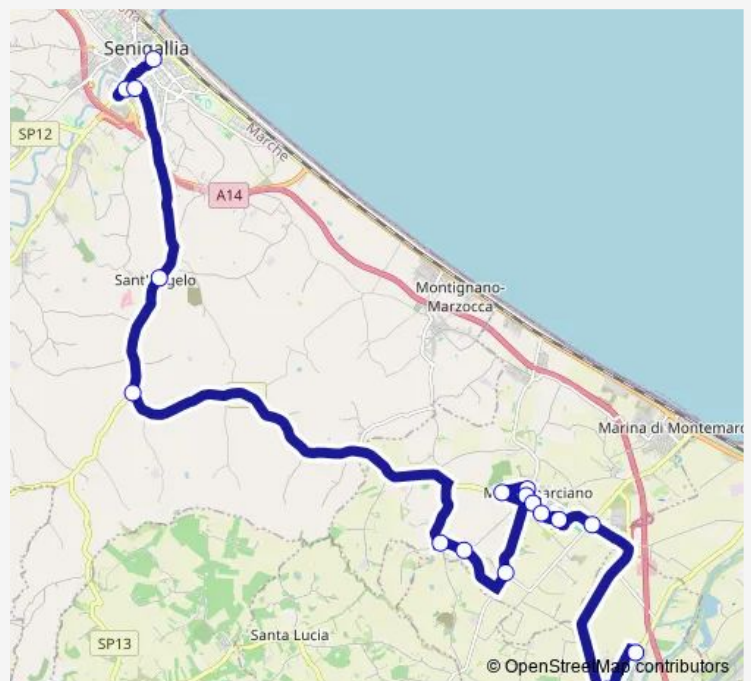 Senigallia
SP12
Marche
A14
Montignano-
Marzocca
Marina di Montemarc
SP13
Santa Lucia
© OpenStreetMap contributors